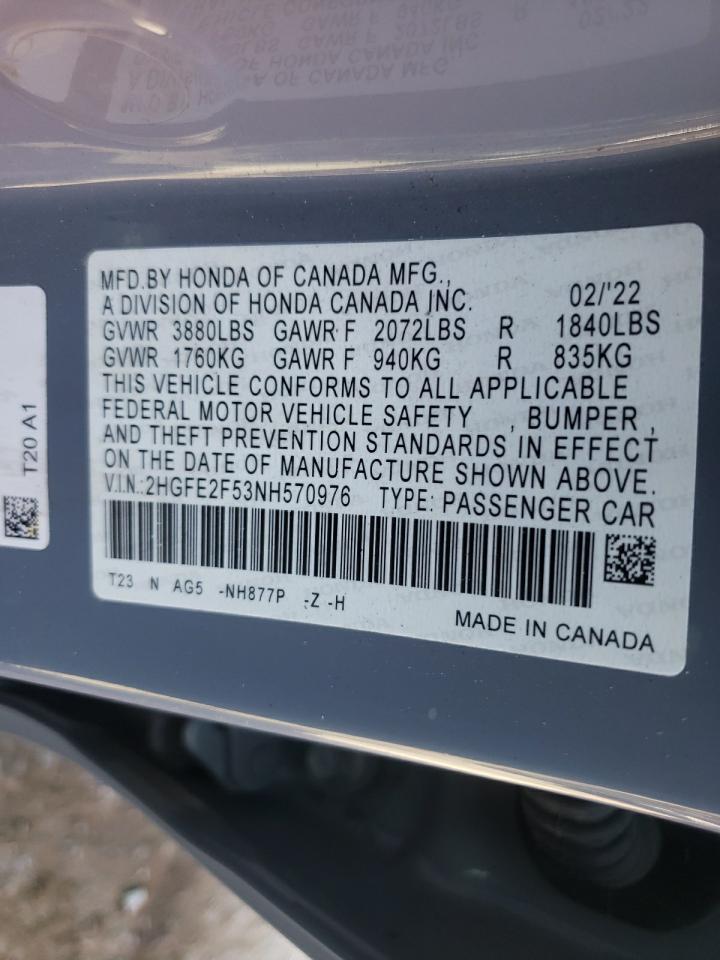 MFD.BY HONDA OF CANADA MFG.,
A DIVISION OF HONDA CANADA INC. 02/'22
GVWR 3880LBS GAWR F 2072LBS R 1840LBS
GVWR 1760KG GAWR F 940KG R 835KG
THIS VEHICLE CONFORMS TO ALL APPLICABLE
FEDERAL MOTOR VEHICLE SAFETY , BUMPER ,
AND THEFT PREVENTION STANDARDS IN EFFECT
ON THE DATE OF MANUFACTURE SHOWN ABOVE.
V.I.N.:2HGFE2F53NH570976 TYPE: PASSENGER CAR
T23 N AG5 -NH877P -Z -H
MADE IN CANADA
T20 A1